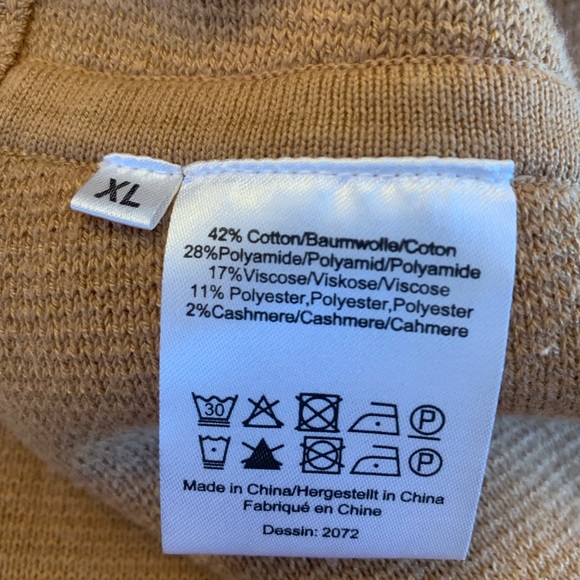 XL
42% Cotton/Baumwolle/Coton
28%Polyamide/Polyamid/Polyamide
17%Viscose/Viskose/Viscose
11% Polyester,Polyester,Polyester
2%Cashmere/Cashmere/Cahmere
30 P
P
Made in China/Hergestellt in China
Fabriqué en Chine
Dessin: 2072